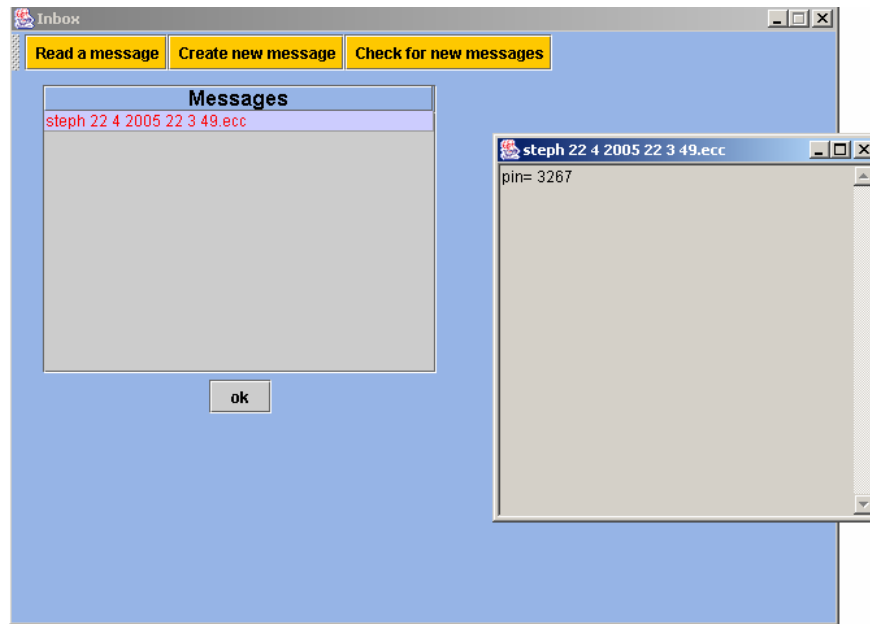 Inbox
Read a message Create new message Check for new messages
Messages
steph 22 4 2005 22 3 49.ecc
ok
steph 22 4 2005 22 3 49.ecc
pin= 3267